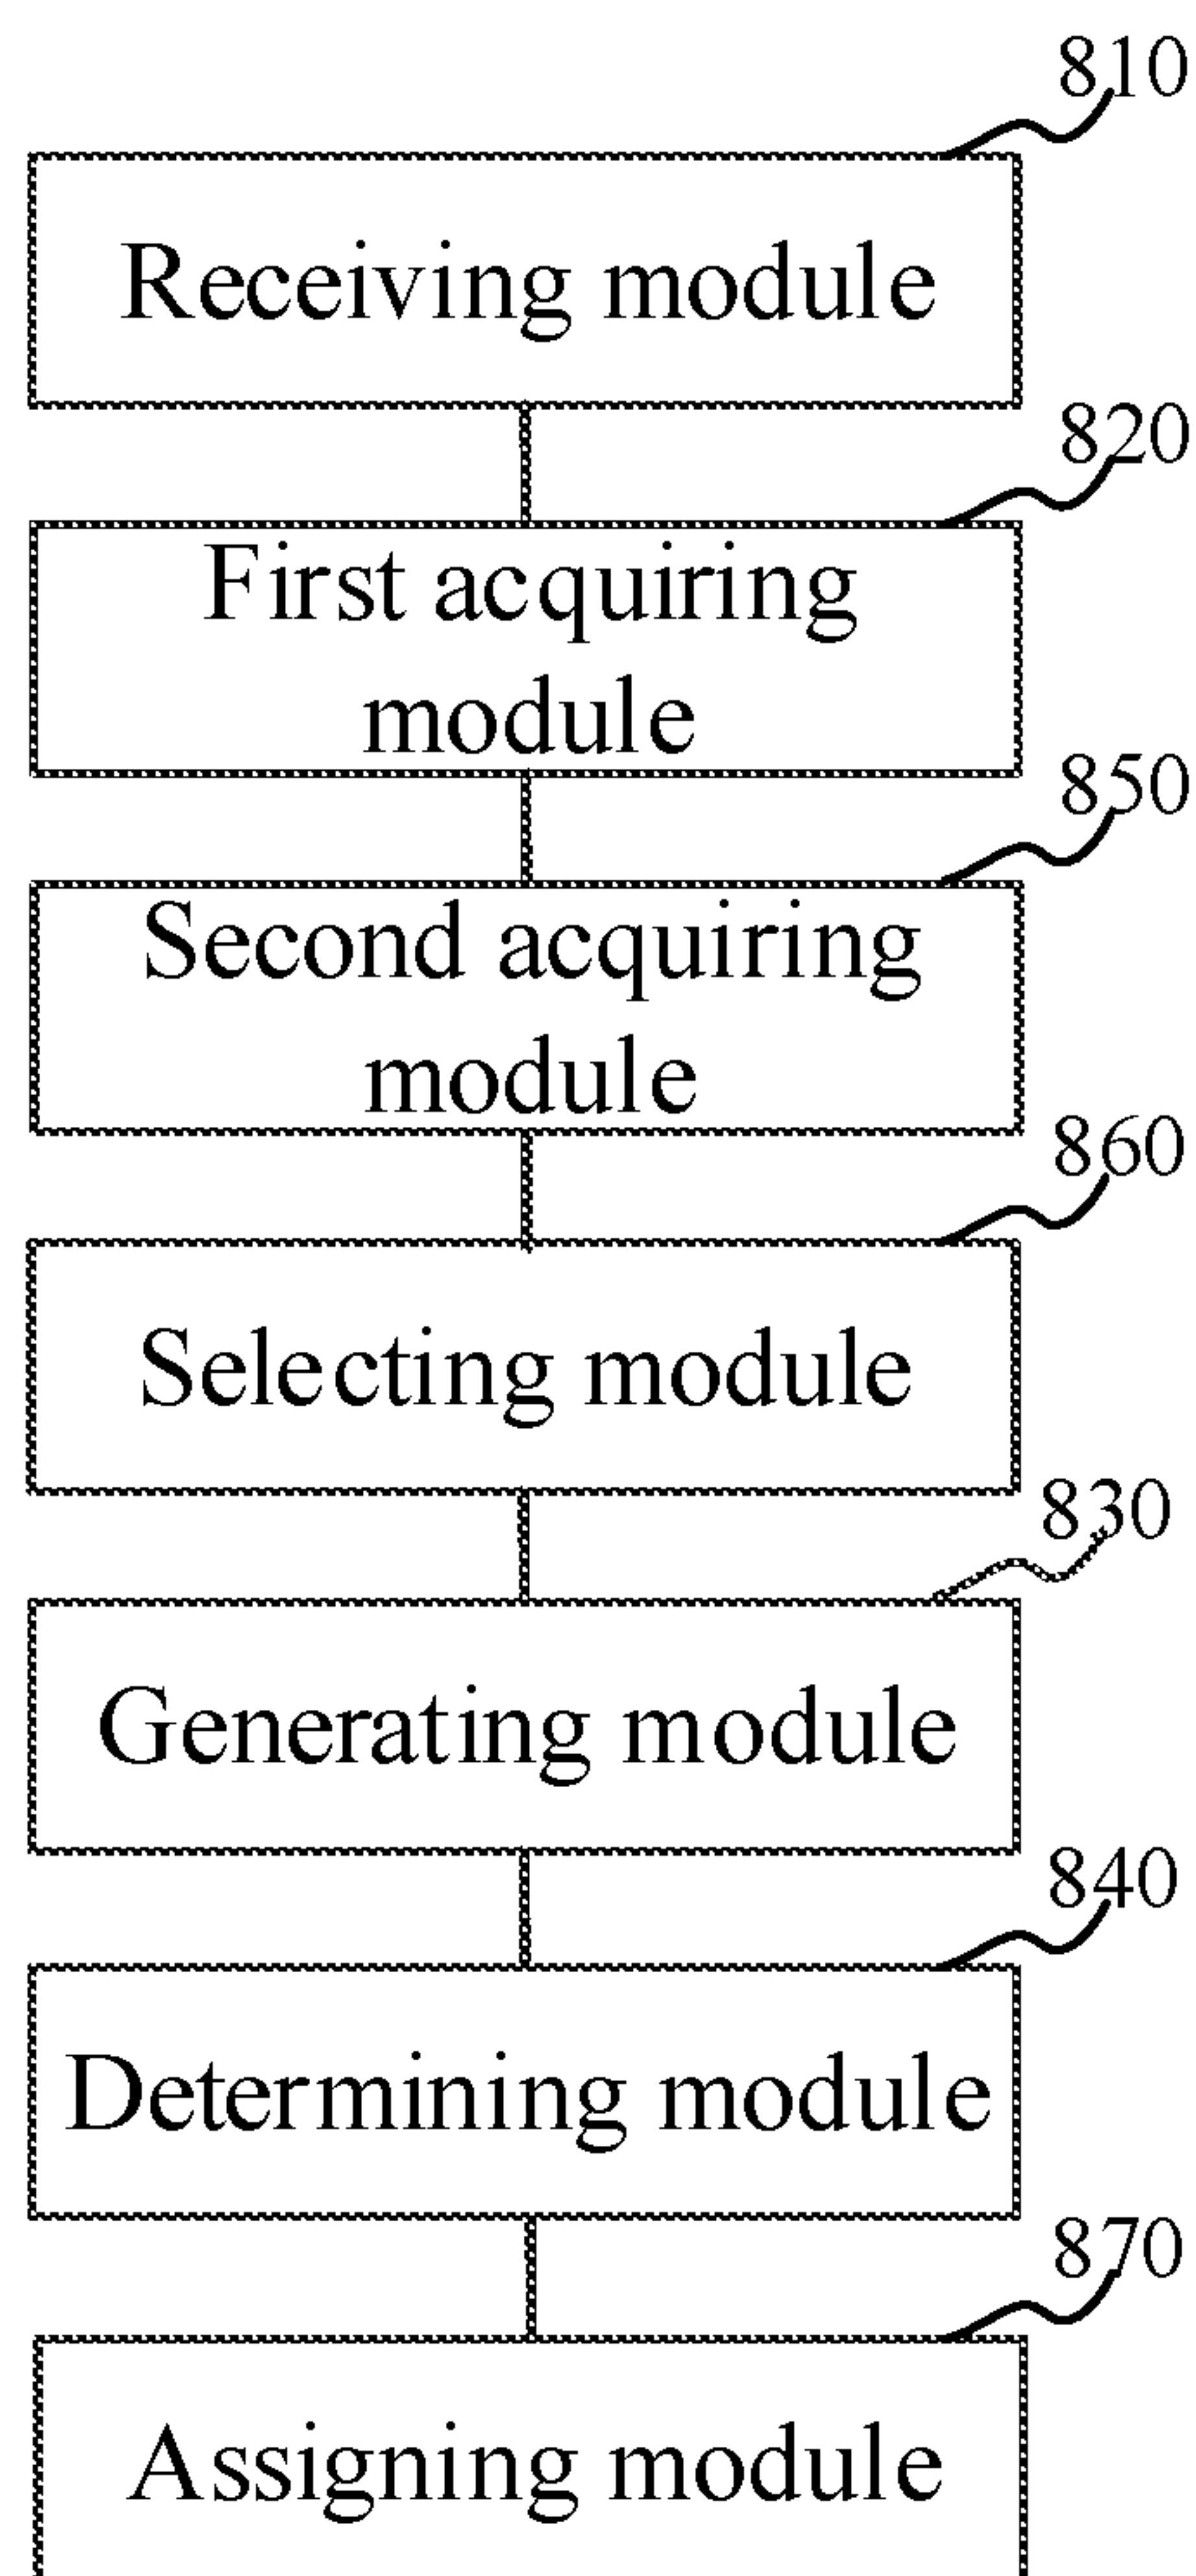 810
Receiving module
820
First acquiring
module
850
Second acquiring
module
860
Selecting module
830
Generating module
840
Determining module
870
Assigning module